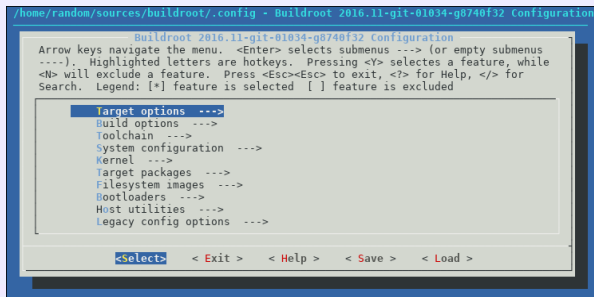 /home/random/sources/buildroot/.config - Buildroot 2016.11-git-01034-g8740f32 Configuration
Buildroot 2016.11-git-01034-g8740f32 Configuration
Arrow keys navigate the menu.  <Enter> selects submenus ---> (or empty submenus
----).  Highlighted letters are hotkeys.  Pressing <Y> selectes a feature, while
<N> will exclude a feature.  Press <Esc><Esc> to exit, <?> for Help, </> for
Search.  Legend: [*] feature is selected  [ ] feature is excluded
Target options  --->
Build options  --->
Toolchain  --->
System configuration  --->
Kernel  --->
Target packages  --->
Filesystem images  --->
Bootloaders  --->
Host utilities  --->
Legacy config options  --->
<Select>    < Exit >    < Help >    < Save >    < Load >